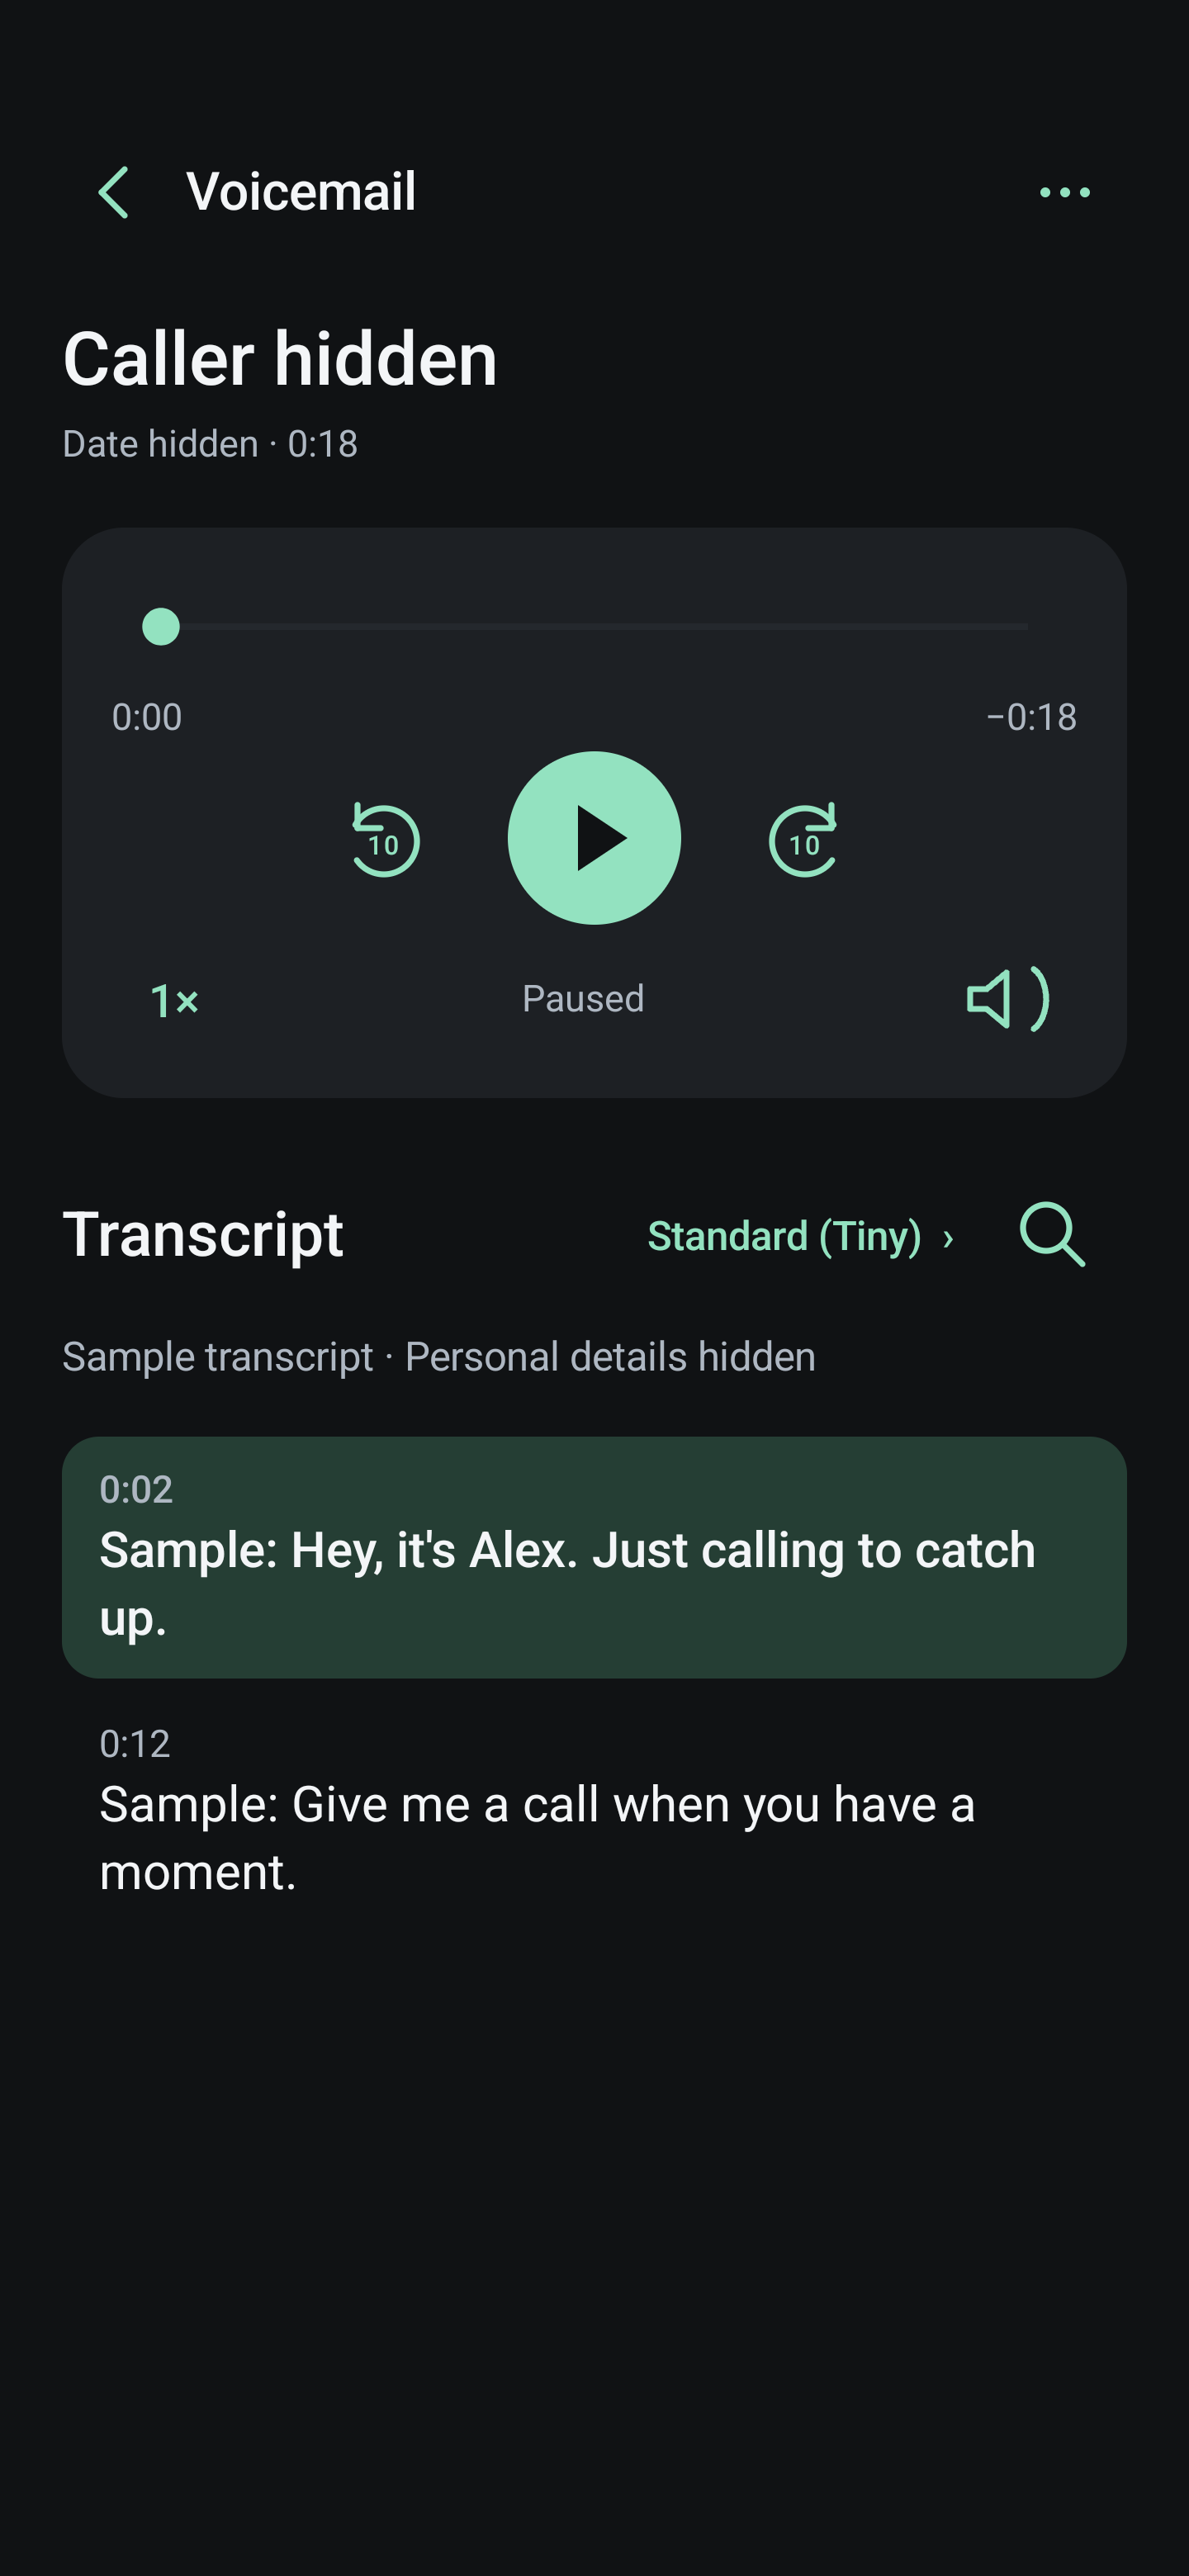 Voicemail
Caller hidden
Date hidden · 0:18
0:00
−0:18
10
10
1×
Paused
Transcript
Standard (Tiny) ›
Sample transcript · Personal details hidden
0:02
Sample: Hey, it's Alex. Just calling to catch
up.
0:12
Sample: Give me a call when you have a
moment.